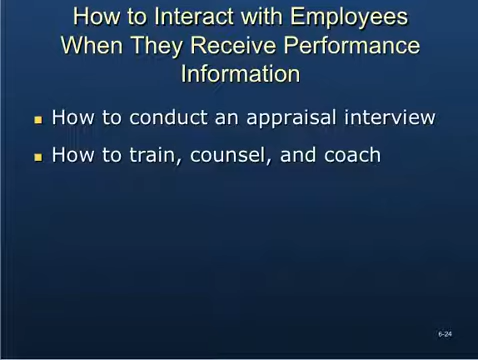 How to Interact with Employees
When They Receive Performance
Information
How to conduct an appraisal interview
How to train, counsel, and coach
6-24